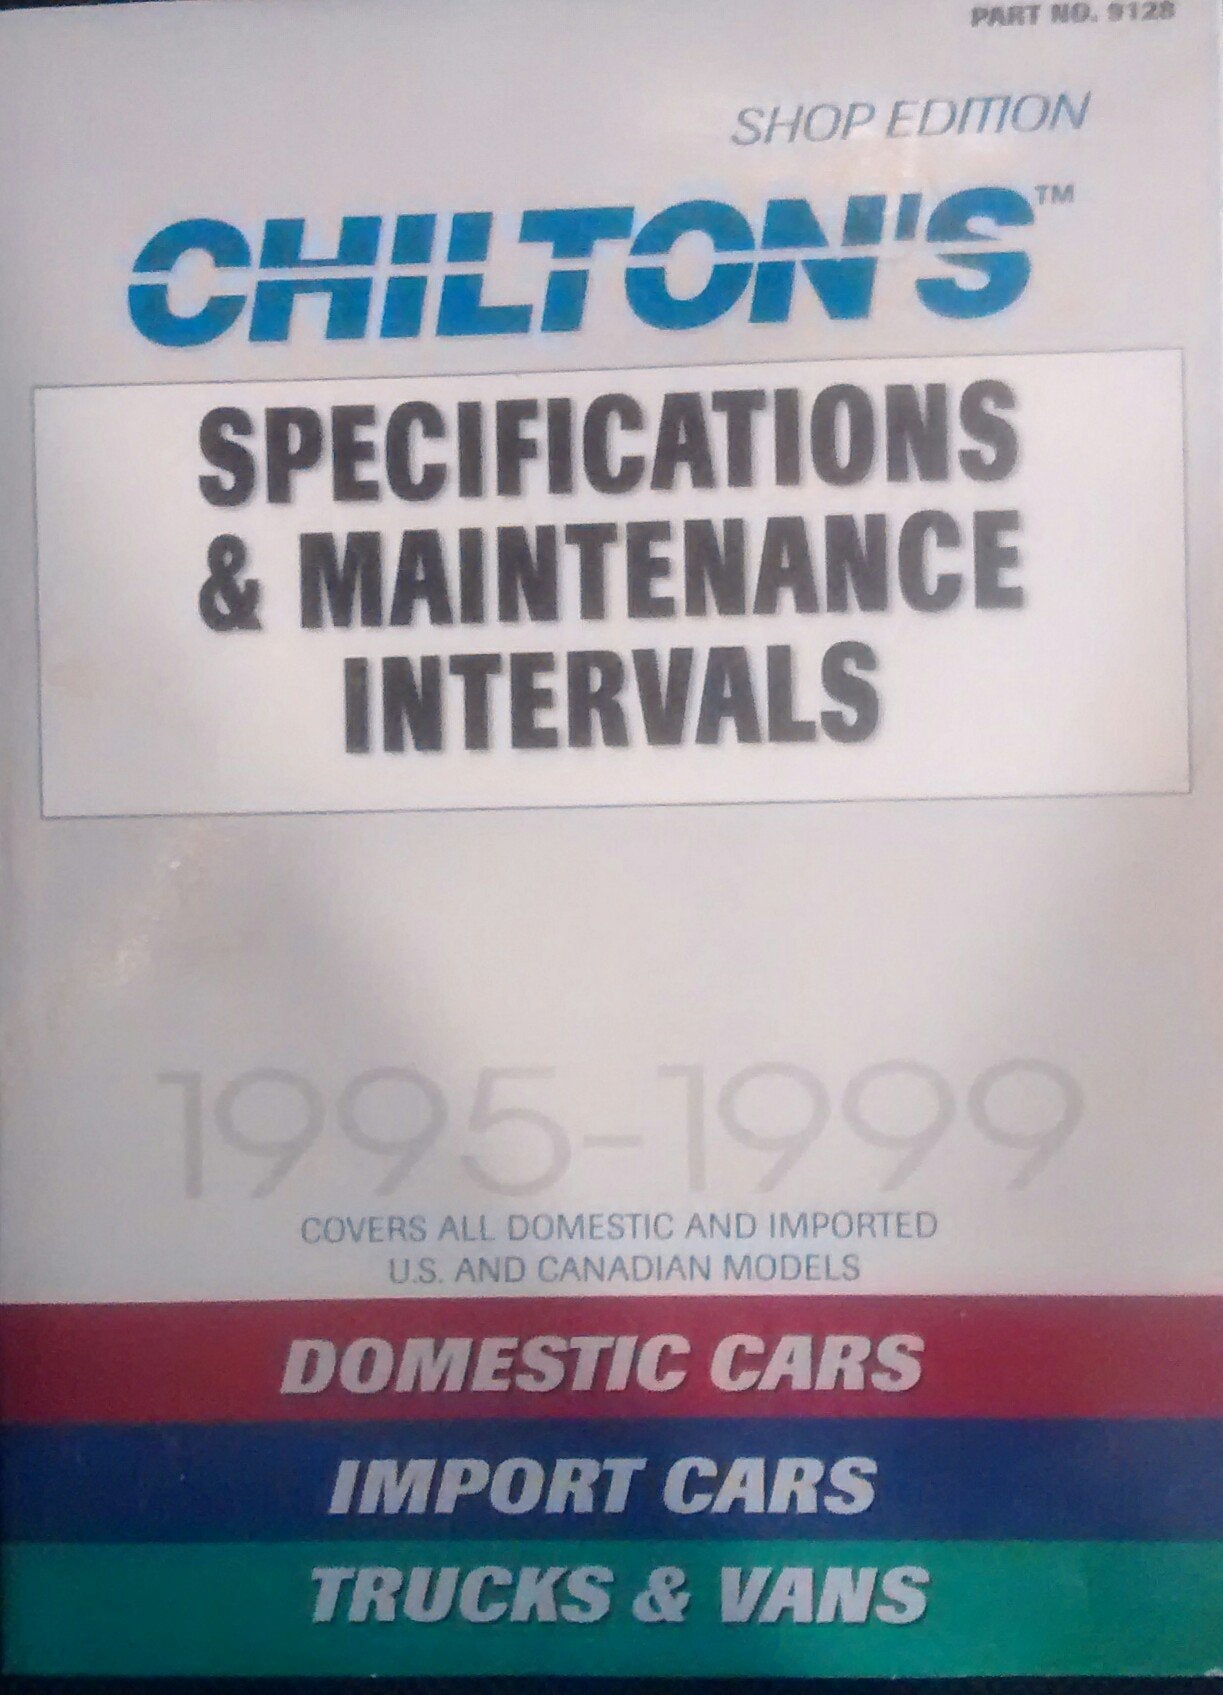 PART NO. 9128
SHOP EDITION
CHILTON'S™
SPECIFICATIONS
& MAINTENANCE
INTERVALS
1995-1999
COVERS ALL DOMESTIC AND IMPORTED
U.S. AND CANADIAN MODELS
DOMESTIC CARS
IMPORT CARS
TRUCKS & VANS